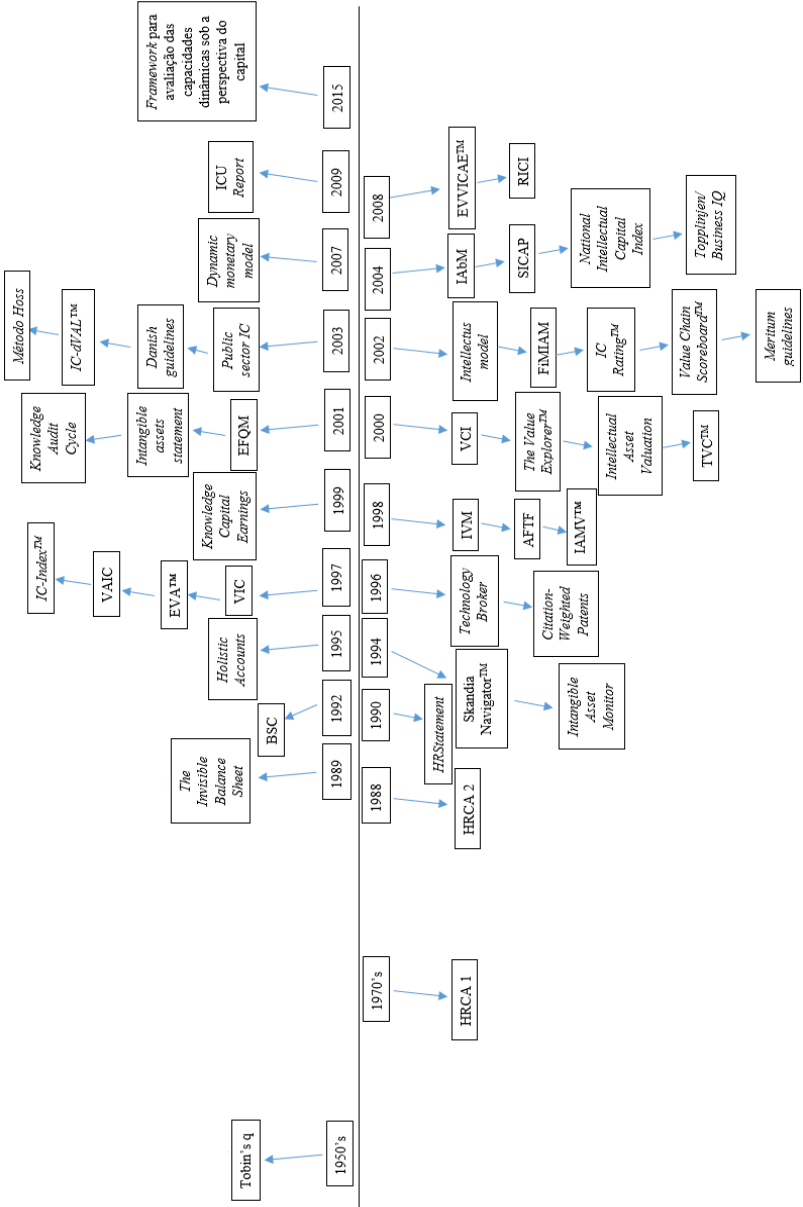 1950's
Tobin's q
1970's
HRCA 1
1988
HRCA 2
1989
The
Invisible
Balance
Sheet
1990
HRStatement
1992
BSC
1994
Skandia
Navigator™
Intangible
Asset
Monitor
1995
Holistic
Accounts
1996
Technology
Broker
Citation-
Weighted
Patents
1997
VIC
EVA™
VAIC
IC-Index™
1998
IVM
AFTF
IAMV™
1999
Knowledge
Capital
Earnings
2000
VCI
The Value
Explorer™
Intellectual
Asset
Valuation
TVC™
2001
EFQM
Intangible
assets
statement
Knowledge
Audit
Cycle
2002
Intellectus
model
FiMIAM
IC
Rating™
Value Chain
Scoreboard™
Meritum
guidelines
2003
Public
sector IC
Danish
guidelines
IC-dVAL™
Método Hoss
2004
IAbM
SICAP
National
Intellectual
Capital
Index
Topplinjen/
Business IQ
2007
Dynamic
monetary
model
2008
EVVICAE™
RICI
2009
ICU
Report
2015
Framework para
avaliação das
capacidades
dinâmicas sob a
perspectiva do
capital